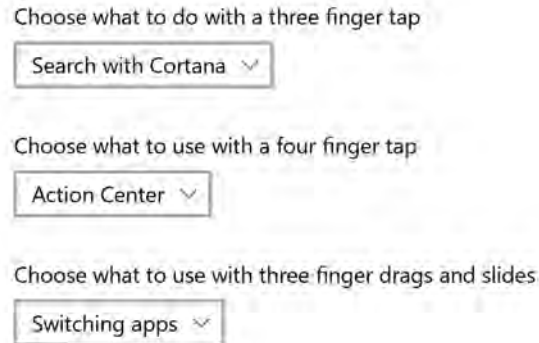 Choose what to do with a three finger tap
Search with Cortana
Choose what to use with a four finger tap
Action Center
Choose what to use with three finger drags and slides
Switching apps